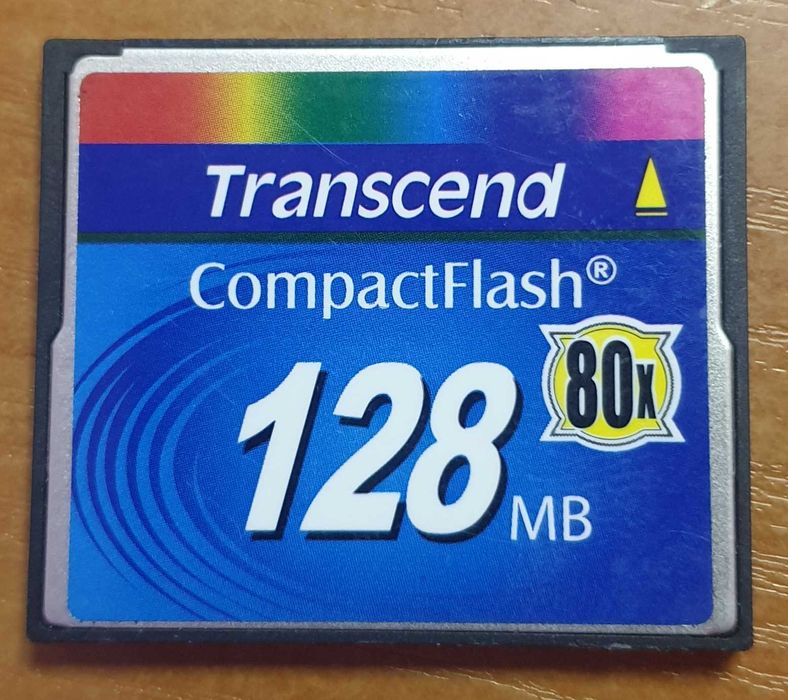 Transcend
CompactFlash®
80x
128 MB